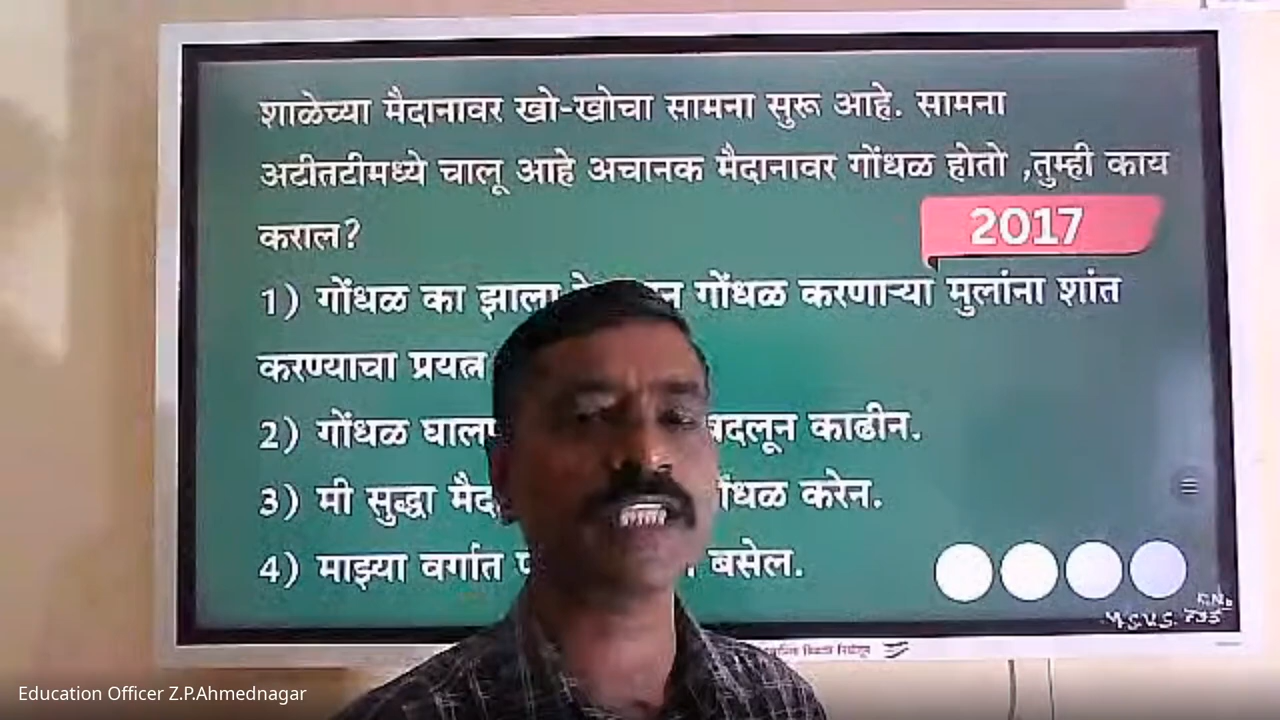 शाळेच्या मैदानावर खो-खोचा सामना सुरू आहे. सामना
अटीतटीमध्ये चालू आहे अचानक मैदानावर गोंधळ होतो ,तुम्ही काय
कराल?
2017
1) गोंधळ का झाला गोंधळ करणाऱ्या मुलांना शांत
करण्याचा प्रयत्न
2) गोंधळ बदलून काढीन.
3) मी सुद्धा करेन.
4) माझ्या वर्गात बसेल.
Education Officer Z.P.Ahmednagar